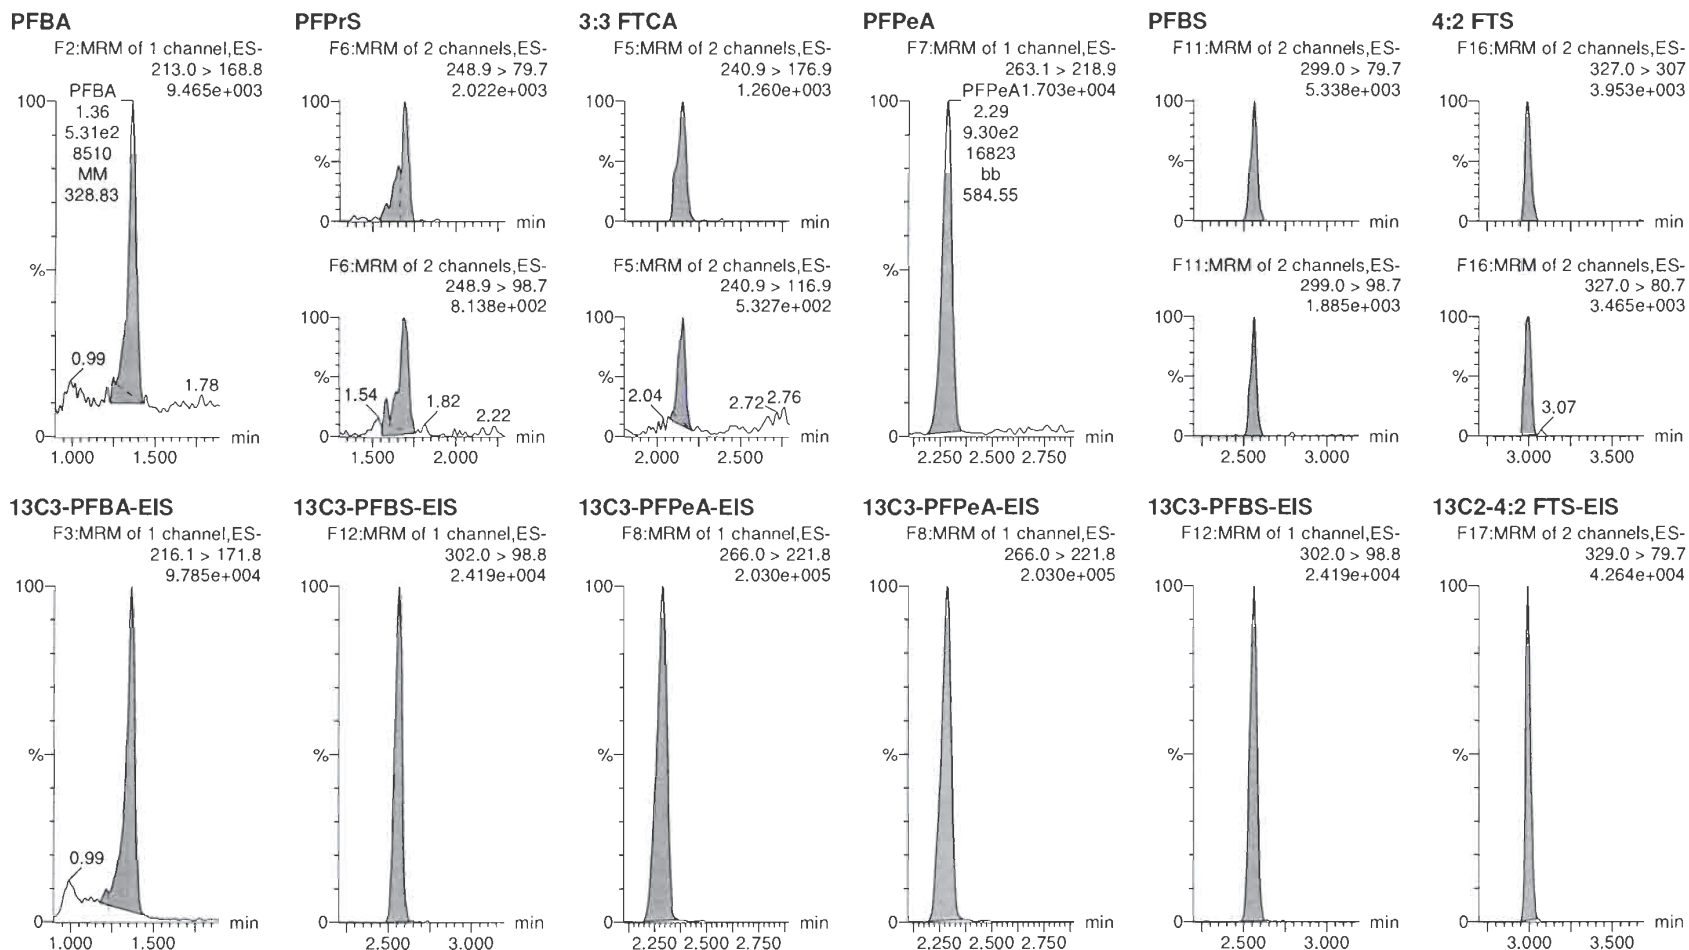 PFBA
F2:MRM of 1 channel,ES-
213.0 > 168.8
9.465e+003
100
PFBA
1.36
5.31e2
8510
MM
328.83
%
0.99
1.78
0
min
1.000 1.500
PFPrS
F6:MRM of 2 channels,ES-
248.9 > 79.7
2.022e+003
100
%
0
min
F6:MRM of 2 channels,ES-
248.9 > 98.7
8.138e+002
100
%
1.54
1.82
2.22
0
min
1.500 2.000
3:3 FTCA
F5:MRM of 2 channels,ES-
240.9 > 176.9
1.260e+003
100
%
0
min
F5:MRM of 2 channels,ES-
240.9 > 116.9
5.327e+002
100
%
2.04
2.72 2.76
0
min
2.000 2.500
PFPeA
F7:MRM of 1 channel,ES-
263.1 > 218.9
PFPeA 1.703e+004
100
2.29
9.30e2
16823
bb
584.55
%
0
min
2.250 2.500 2.750
PFBS
F11:MRM of 2 channels,ES-
299.0 > 79.7
5.338e+003
100
%
0
min
F11:MRM of 2 channels,ES-
299.0 > 98.7
1.885e+003
100
%
0
min
2.500 3.000
4:2 FTS
F16:MRM of 2 channels,ES-
327.0 > 307
3.953e+003
100
%
0
min
F16:MRM of 2 channels,ES-
327.0 > 80.7
3.465e+003
100
%
3.07
0
min
3.000 3.500
13C3-PFBA-EIS
F3:MRM of 1 channel,ES-
216.1 > 171.8
9.785e+004
100
%
0.99
0
min
1.000 1.500
13C3-PFBS-EIS
F12:MRM of 1 channel,ES-
302.0 > 98.8
2.419e+004
100
%
0
min
2.500 3.000
13C3-PFPeA-EIS
F8:MRM of 1 channel,ES-
266.0 > 221.8
2.030e+005
100
%
0
min
2.250 2.500 2.750
13C3-PFPeA-EIS
F8:MRM of 1 channel,ES-
266.0 > 221.8
2.030e+005
100
%
0
min
2.250 2.500 2.750
13C3-PFBS-EIS
F12:MRM of 1 channel,ES-
302.0 > 98.8
2.419e+004
100
%
0
min
2.500 3.000
13C2-4:2 FTS-EIS
F17:MRM of 2 channels,ES-
329.0 > 79.7
4.264e+004
100
%
0
min
3.000 3.500